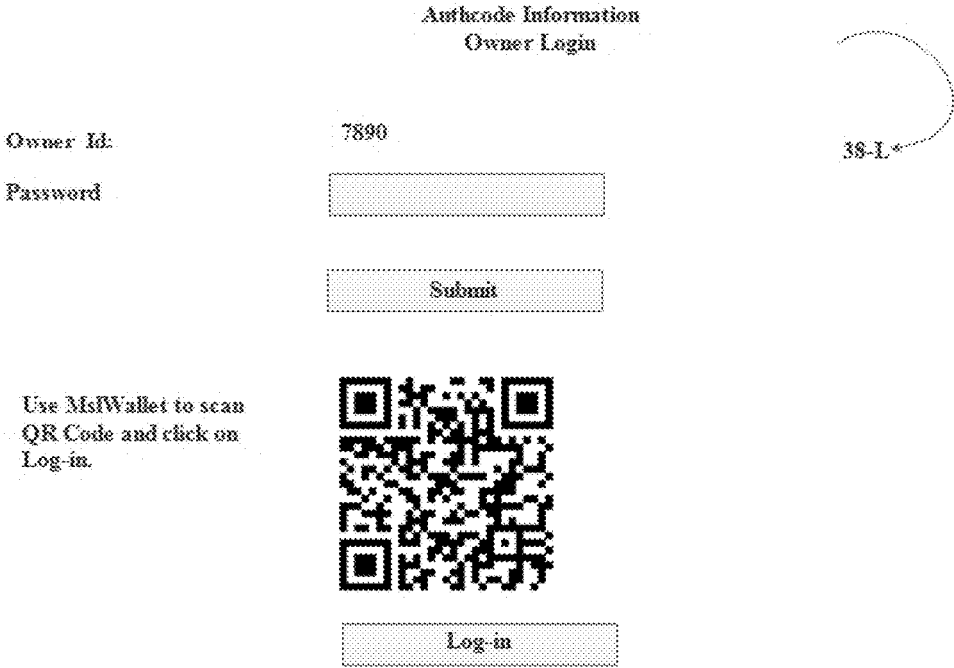 Authcode Information
Owner Login
Owner Id: 7890
38-L
Password
Submit
Use MslWallet to scan
QR Code and click on
Log-in.
Log-in